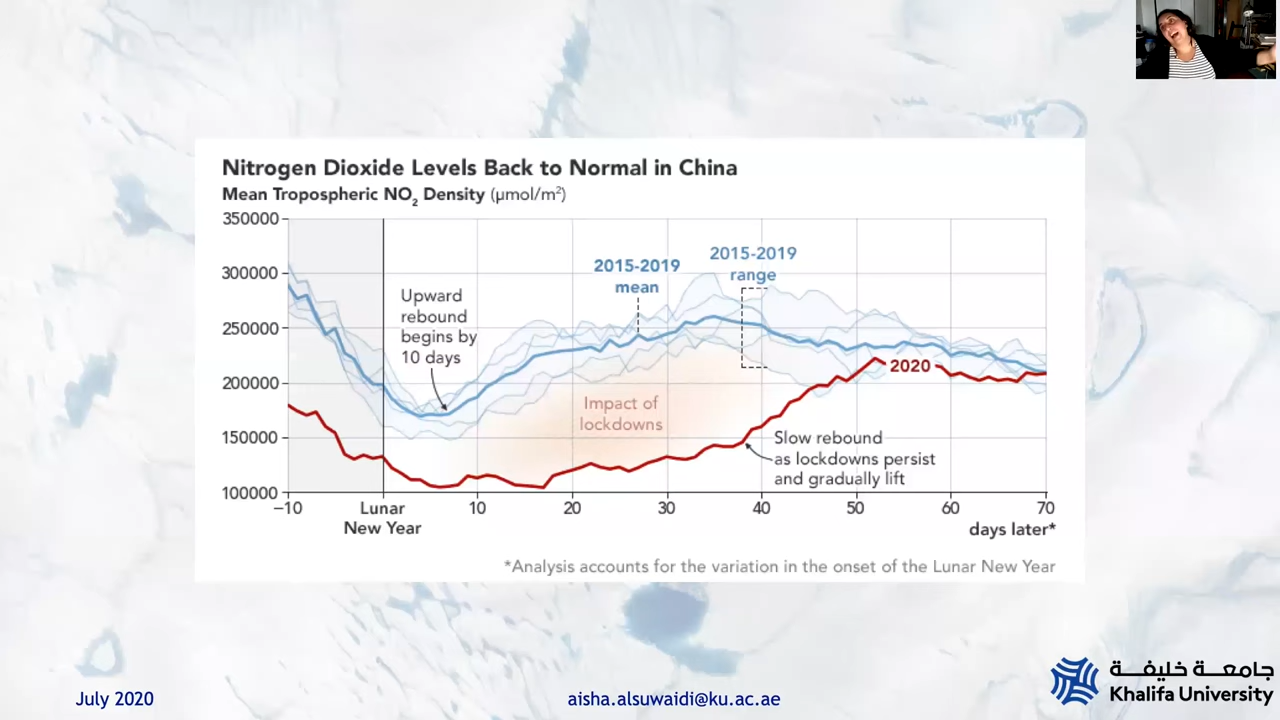 Nitrogen Dioxide Levels Back to Normal in China
Mean Tropospheric NO₂ Density (µmol/m²)
350000
300000
250000
200000
150000
100000
2015-2019
mean
2015-2019
range
Upward
rebound
begins by
10 days
2020
Impact of
lockdowns
Slow rebound
as lockdowns persist
and gradually lift
−10
Lunar
New Year
10
20
30
40
50
60
70
days later*
*Analysis accounts for the variation in the onset of the Lunar New Year
July 2020
aisha.alsuwaidi@ku.ac.ae
جامعـة خليفـة
Khalifa University